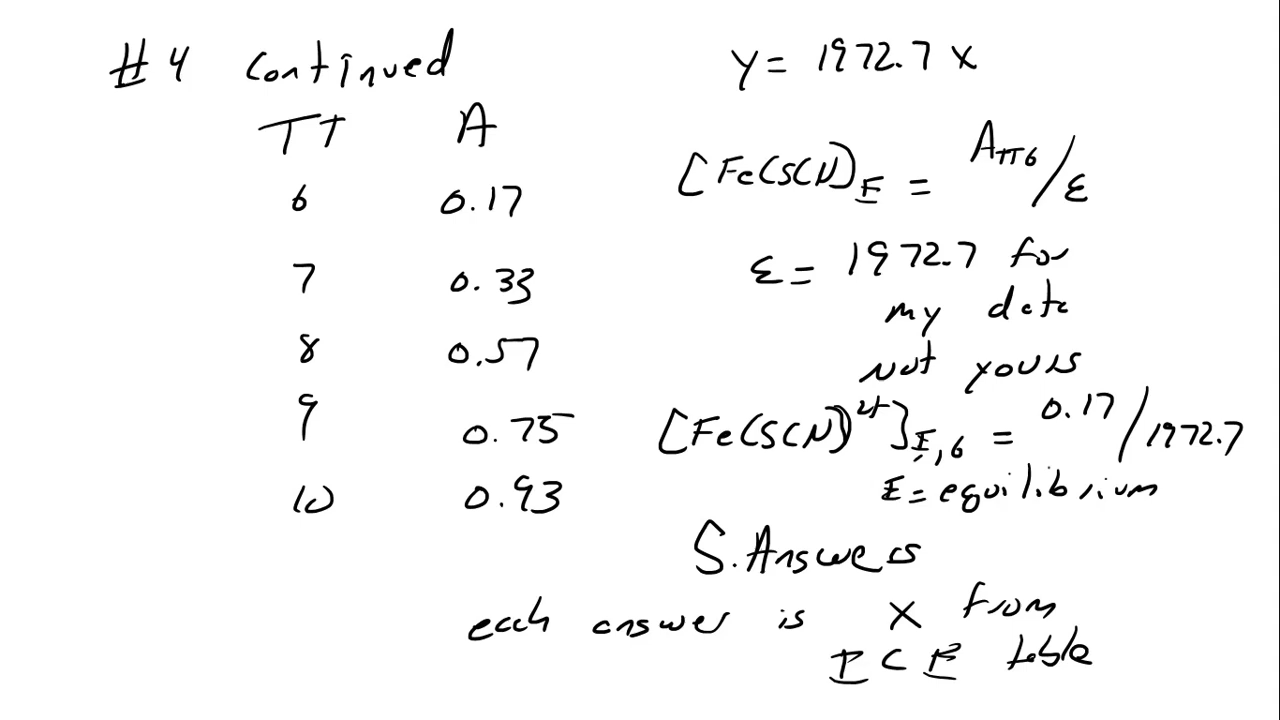 #4 continued
TT A
6 0.17
7 0.33
8 0.57
9 0.75
10 0.93
y = 1972.7 x
[Fe(SCN)E = ATT6/ε
ε = 1972.7 for
my data
not yours
[Fe(SCN)²⁺]E,6 = 0.17/1972.7
E = equilibrium
S. Answers
each answer is X from
I C E table